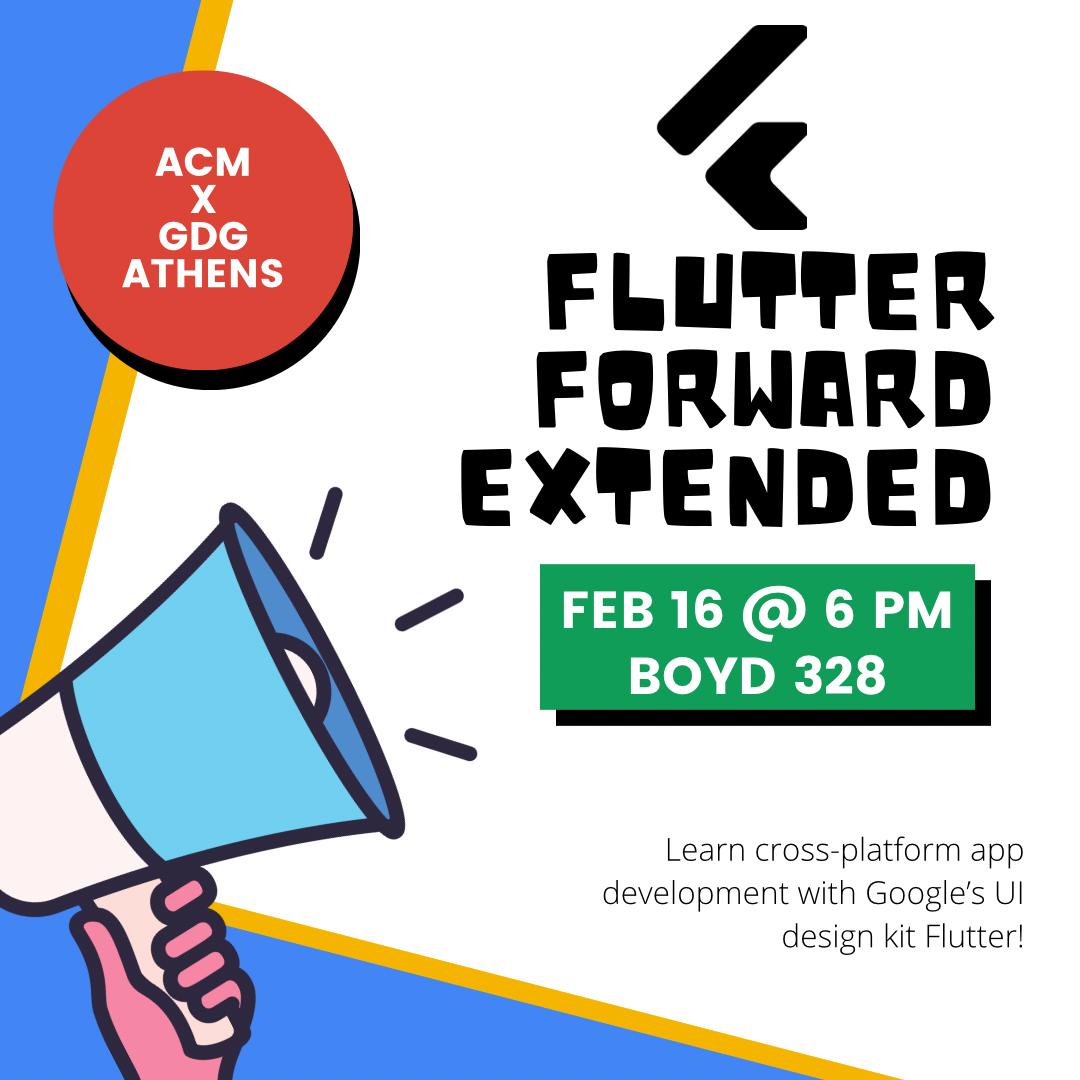 ACM
X
GDG
ATHENS
FLUTTER
FORWARD
EXTENDED
FEB 16 @ 6 PM
BOYD 328
Learn cross-platform app
development with Google’s UI
design kit Flutter!